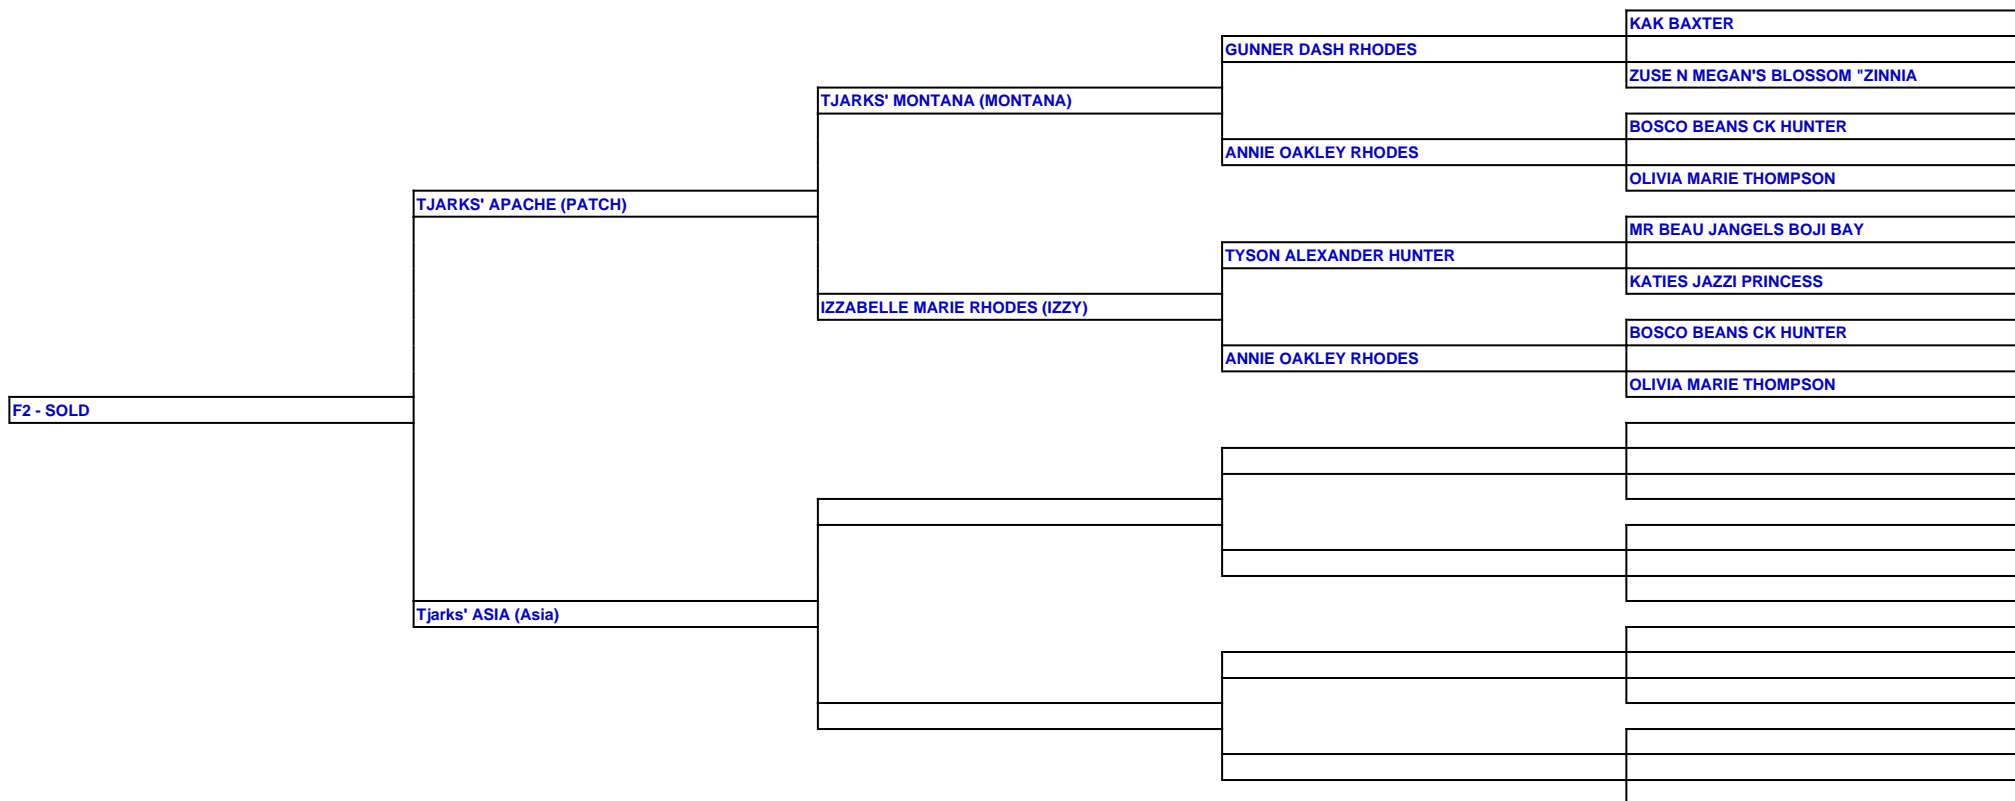 KAK BAXTER
GUNNER DASH RHODES
ZUSE N MEGAN'S BLOSSOM "ZINNIA
TJARKS' MONTANA (MONTANA)
BOSCO BEANS CK HUNTER
ANNIE OAKLEY RHODES
OLIVIA MARIE THOMPSON
TJARKS' APACHE (PATCH)
MR BEAU JANGELS BOJI BAY
TYSON ALEXANDER HUNTER
KATIES JAZZI PRINCESS
IZZABELLE MARIE RHODES (IZZY)
BOSCO BEANS CK HUNTER
ANNIE OAKLEY RHODES
OLIVIA MARIE THOMPSON
F2 - SOLD
Tjarks' ASIA (Asia)